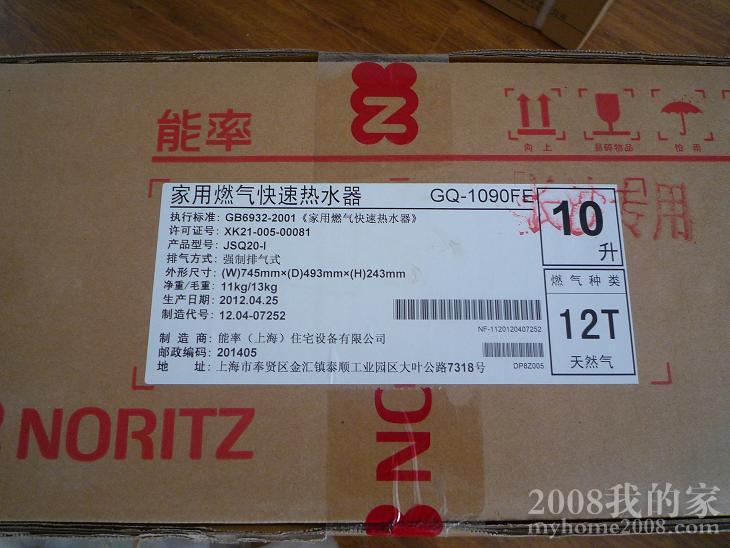 能率
向上
易碎物品
怕雨
家用燃气快速热水器 GQ-1090FE
执行标准: GB6932-2001《家用燃气快速热水器》
许可证号: XK21-005-00081
产品型号: JSQ20-I
排气方式: 强制排气式
外形尺寸: (W)745mm×(D)493mm×(H)243mm
净重/毛重: 11kg/13kg
生产日期: 2012.04.25
制造代号: 12.04-07252
NF-1120120407252
制造商: 能率(上海)住宅设备有限公司
邮政编码: 201405
地址: 上海市奉贤区金汇镇泰顺工业园区大叶公路7318号
DP8Z005
10
升
燃气种类
12T
天然气
专用
NORITZ
NO
2008我的家
myhome2008.com